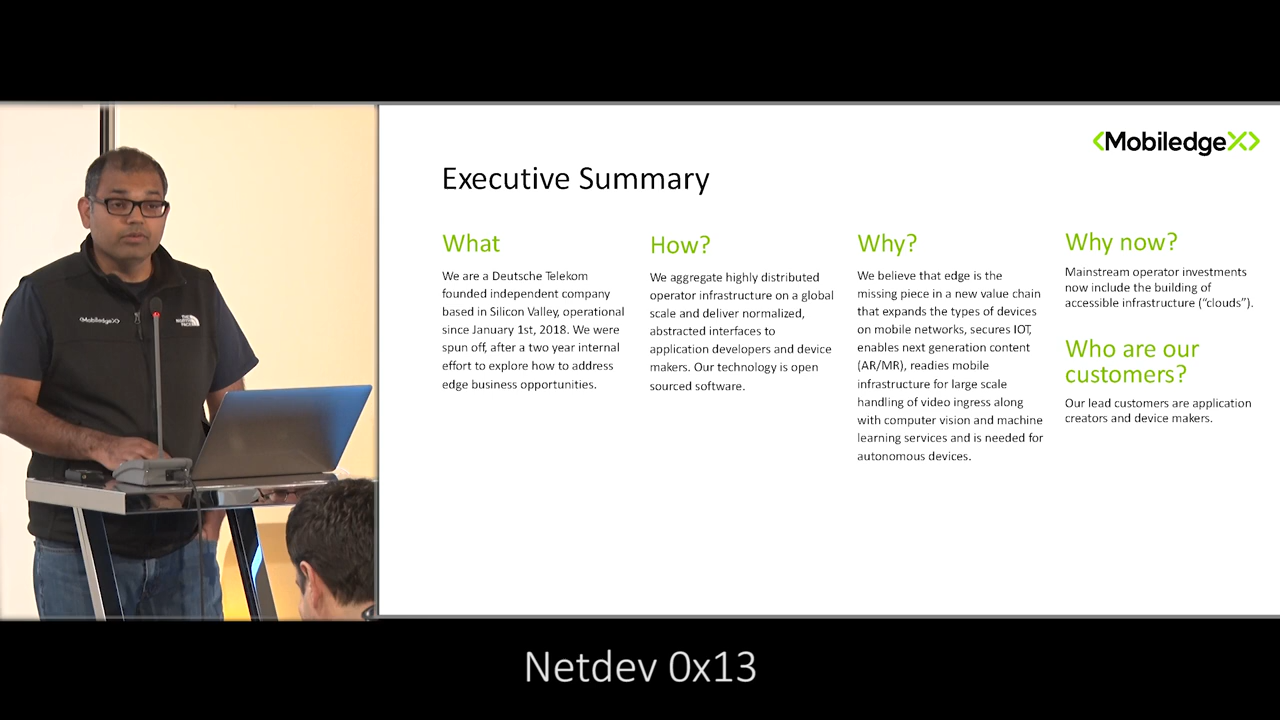 <MobiledgeX>
THE
NORTH
FACE
<MobiledgeX>
Executive Summary
What
We are a Deutsche Telekom
founded independent company
based in Silicon Valley, operational
since January 1st, 2018. We were
spun off, after a two year internal
effort to explore how to address
edge business opportunities.
How?
We aggregate highly distributed
operator infrastructure on a global
scale and deliver normalized,
abstracted interfaces to
application developers and device
makers. Our technology is open
sourced software.
Why?
We believe that edge is the
missing piece in a new value chain
that expands the types of devices
on mobile networks, secures IOT,
enables next generation content
(AR/MR), readies mobile
infrastructure for large scale
handling of video ingress along
with computer vision and machine
learning services and is needed for
autonomous devices.
Why now?
Mainstream operator investments
now include the building of
accessible infrastructure (“clouds”).
Who are our
customers?
Our lead customers are application
creators and device makers.
Netdev 0x13